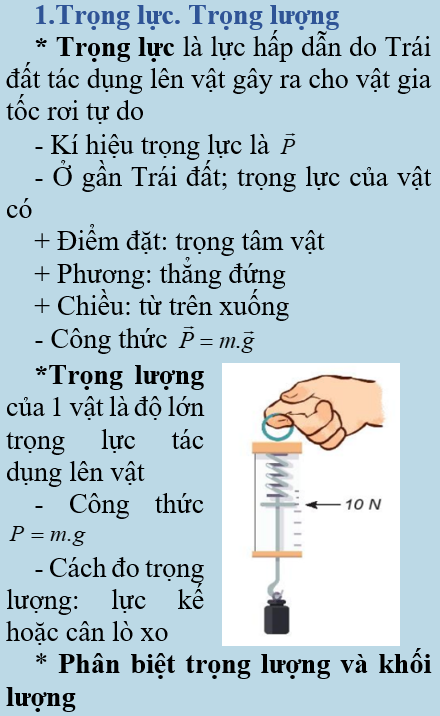 1.Trọng lực. Trọng lượng
* Trọng lực là lực hấp dẫn do Trái
đất tác dụng lên vật gây ra cho vật gia
tốc rơi tự do
- Kí hiệu trọng lực là P⃗
- Ở gần Trái đất; trọng lực của vật
có
+ Điểm đặt: trọng tâm vật
+ Phương: thẳng đứng
+ Chiều: từ trên xuống
- Công thức P⃗ = m.g⃗
*Trọng lượng
của 1 vật là độ lớn
trọng lực tác
dụng lên vật
- Công thức
P = m.g
- Cách đo trọng
lượng: lực kế
hoặc cân lò xo
10 N
* Phân biệt trọng lượng và khối
lượng